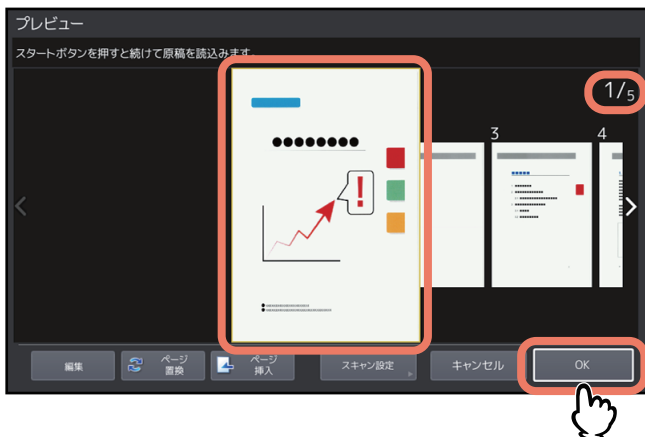 プレビュー
スタートボタンを押すと続けて原稿を読込みます。
1/5
3
4
!
編集
ページ
置換
ページ
挿入
スキャン設定
キャンセル
OK